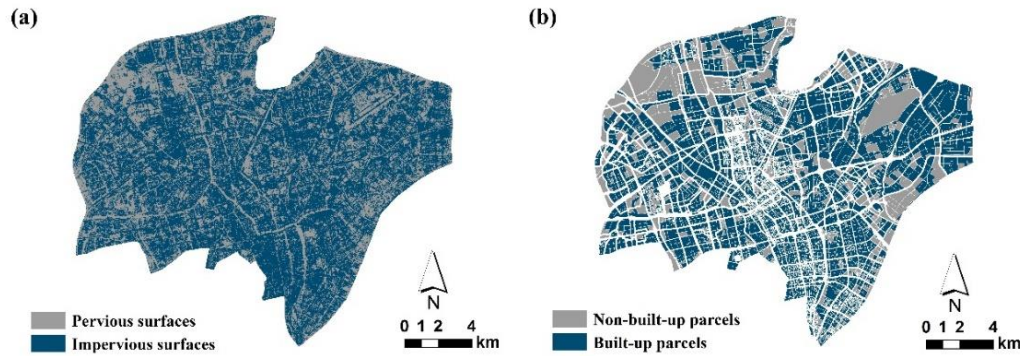 (a)
N
Pervious surfaces
Impervious surfaces
0 1 2 4
km
(b)
N
Non-built-up parcels
Built-up parcels
0 1 2 4
km